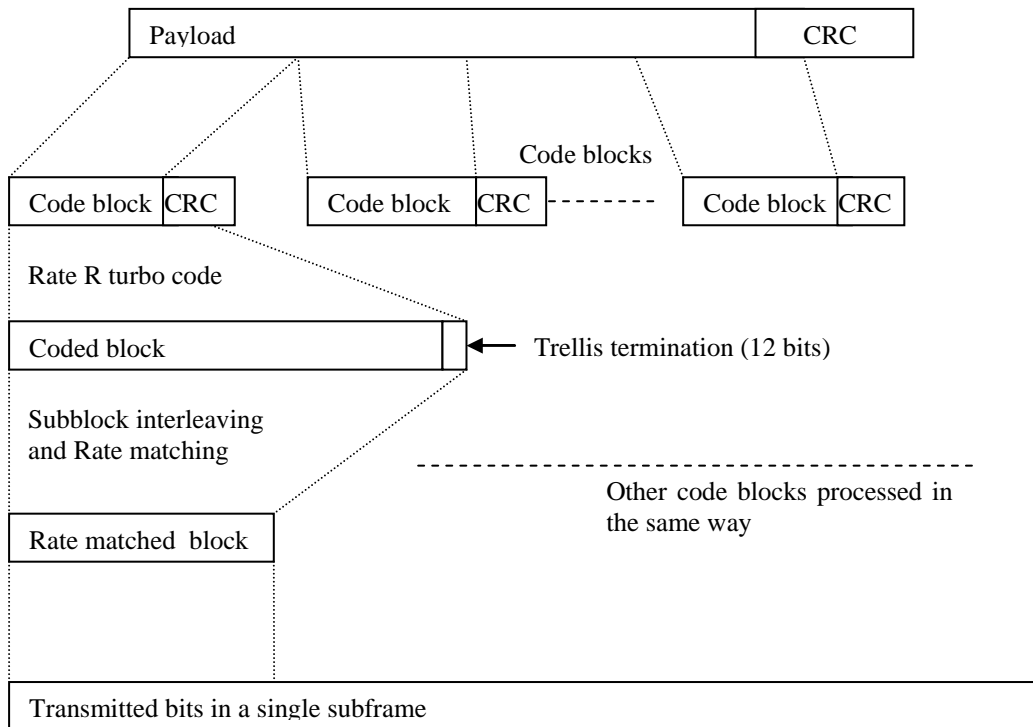 Payload CRC
Code blocks
Code block CRC Code block CRC Code block CRC
Rate R turbo code
Coded block
Trellis termination (12 bits)
Subblock interleaving
and Rate matching
Other code blocks processed in
the same way
Rate matched block
Transmitted bits in a single subframe